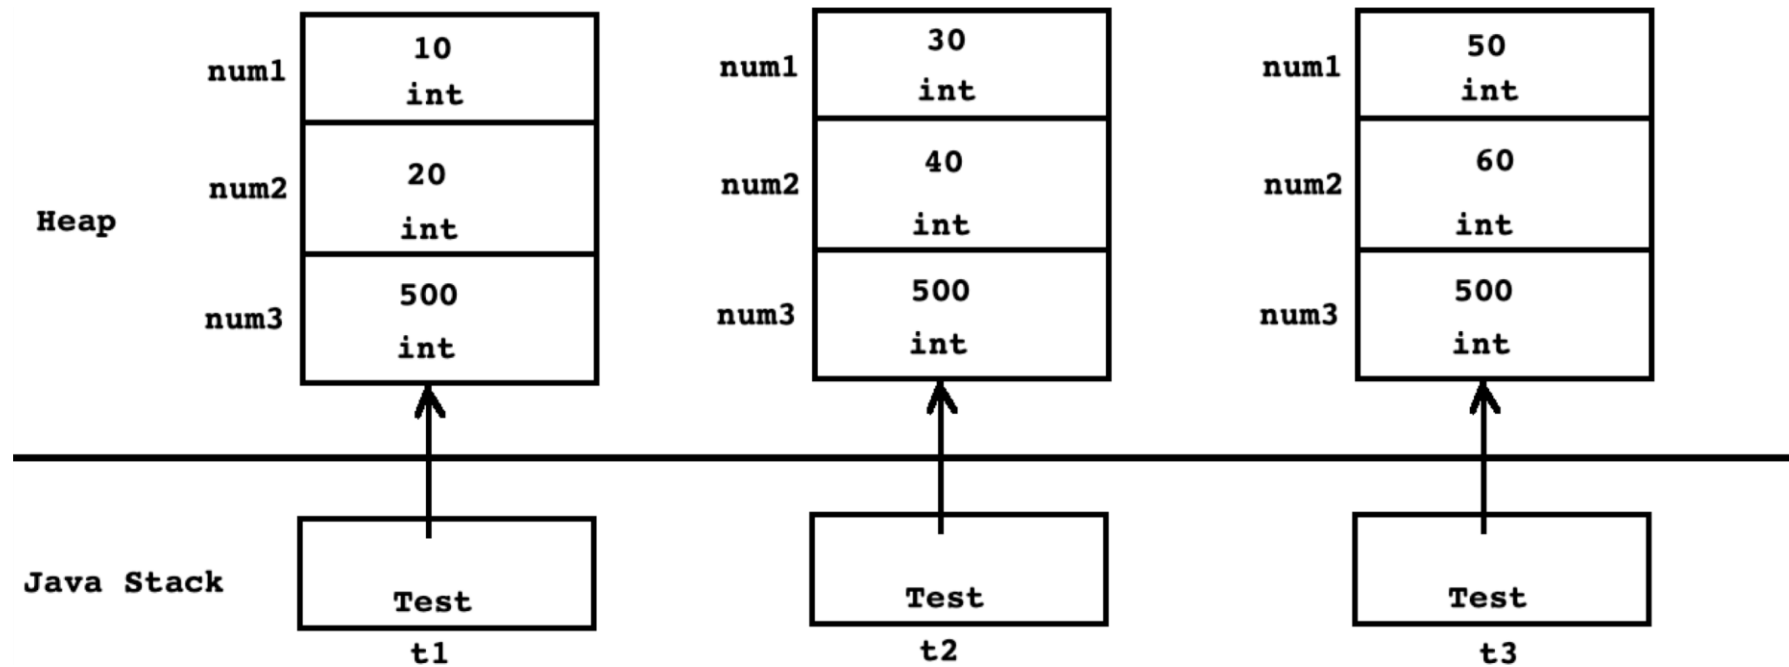 Heap
num1
10
int
num2
20
int
num3
500
int
num1
30
int
num2
40
int
num3
500
int
num1
50
int
num2
60
int
num3
500
int
Java Stack
Test
t1
Test
t2
Test
t3